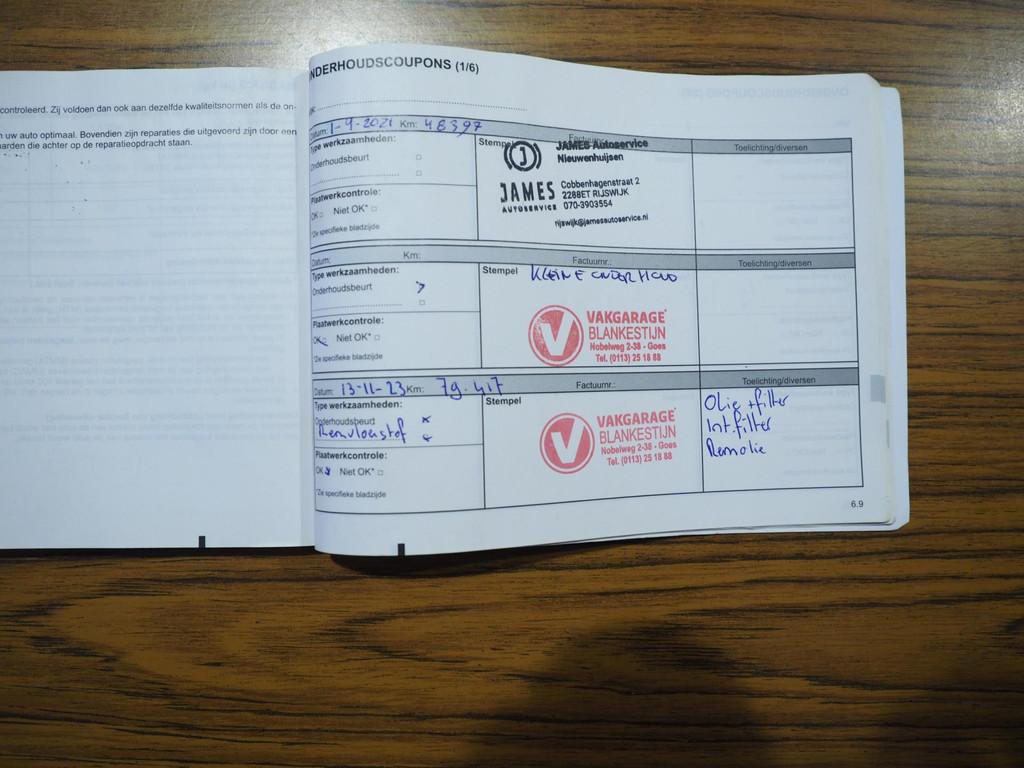 controleerd. Zij voldoen dan ook aan dezelfde kwaliteitsnormen als de on-
n uw auto optimaal. Bovendien zijn reparaties die uitgevoerd zijn door een
arden die achter op de reparatieopdracht staan.
NDERHOUDSCOUPONS (1/6)
Datum: 1-9-2021 Km: 48397
Factuurnr.:
Toelichting/diversen
Type werkzaamheden:
Onderhoudsbeurt
Stempel
JAMES Autoservice
Nieuwenhuijsen
JAMES
AUTOSERVICE
Cobbenhagenstraat 2
2288ET RIJSWIJK
070-3903554
rijswijk@jamesautoservice.nl
Plaatwerkcontrole:
OK Niet OK*
*Zie specifieke bladzijde
Datum: Km:
Factuurnr.:
Toelichting/diversen
Type werkzaamheden:
Onderhoudsbeurt
Stempel
KLEINE ONDERHOUD
VAKGARAGE
BLANKESTIJN
Nobelweg 2-38 - Goes
Tel. (0113) 25 18 88
Plaatwerkcontrole:
OK Niet OK*
*Zie specifieke bladzijde
Datum: 13-11-23 Km: 79.417
Factuurnr.:
Toelichting/diversen
Type werkzaamheden:
Onderhoudsbeurt x
Remvloeistof x
Stempel
VAKGARAGE
BLANKESTIJN
Nobelweg 2-38 - Goes
Tel. (0113) 25 18 88
Olie + filter
Int. filter
Remolie
Plaatwerkcontrole:
OK Niet OK*
*Zie specifieke bladzijde
6.9